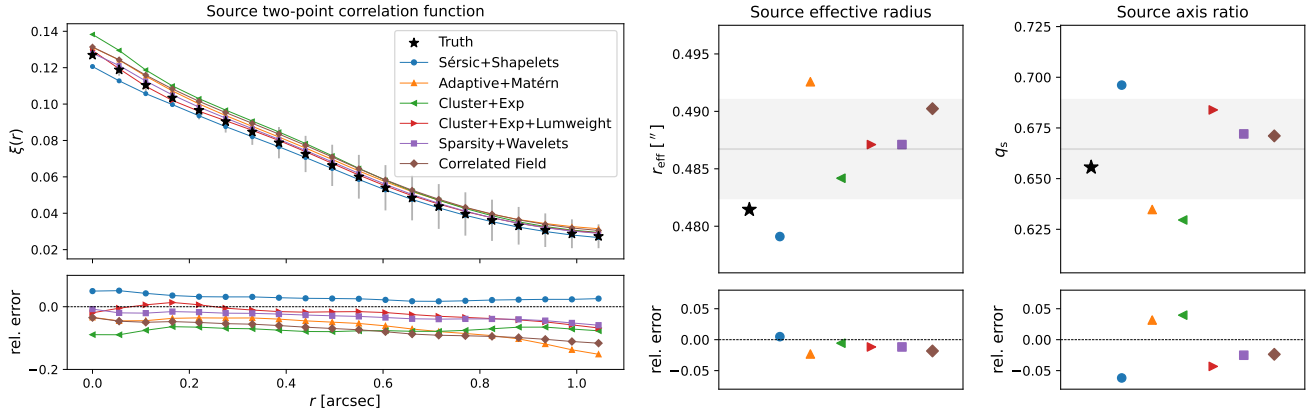 Source two-point correlation function
ξ(r)
0.14
0.12
0.10
0.08
0.06
0.04
0.02
Truth
Sérsic+Shapelets
Adaptive+Matérn
Cluster+Exp
Cluster+Exp+Lumweight
Sparsity+Wavelets
Correlated Field
rel. error
0.0
−0.2
0.0
0.2
0.4
0.6
0.8
1.0
r [arcsec]
Source effective radius
r_eff [″]
0.495
0.490
0.485
0.480
rel. error
0.05
0.00
−0.05
Source axis ratio
q_s
0.700
0.675
0.650
0.625
rel. error
0.05
0.00
−0.05